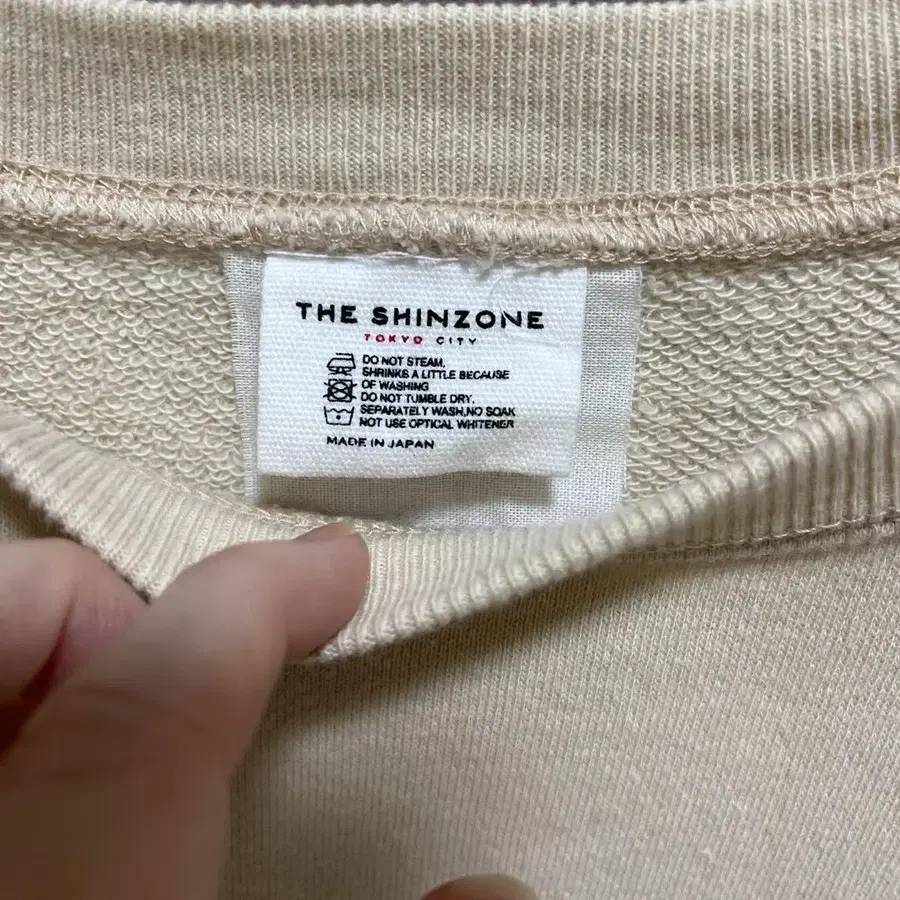 THE SHINZONE
TOKYO CITY
DO NOT STEAM.
SHRINKS A LITTLE BECAUSE
OF WASHING
DO NOT TUMBLE DRY.
SEPARATELY WASH,NO SOAK
NOT USE OPTICAL WHITENER
MADE IN JAPAN